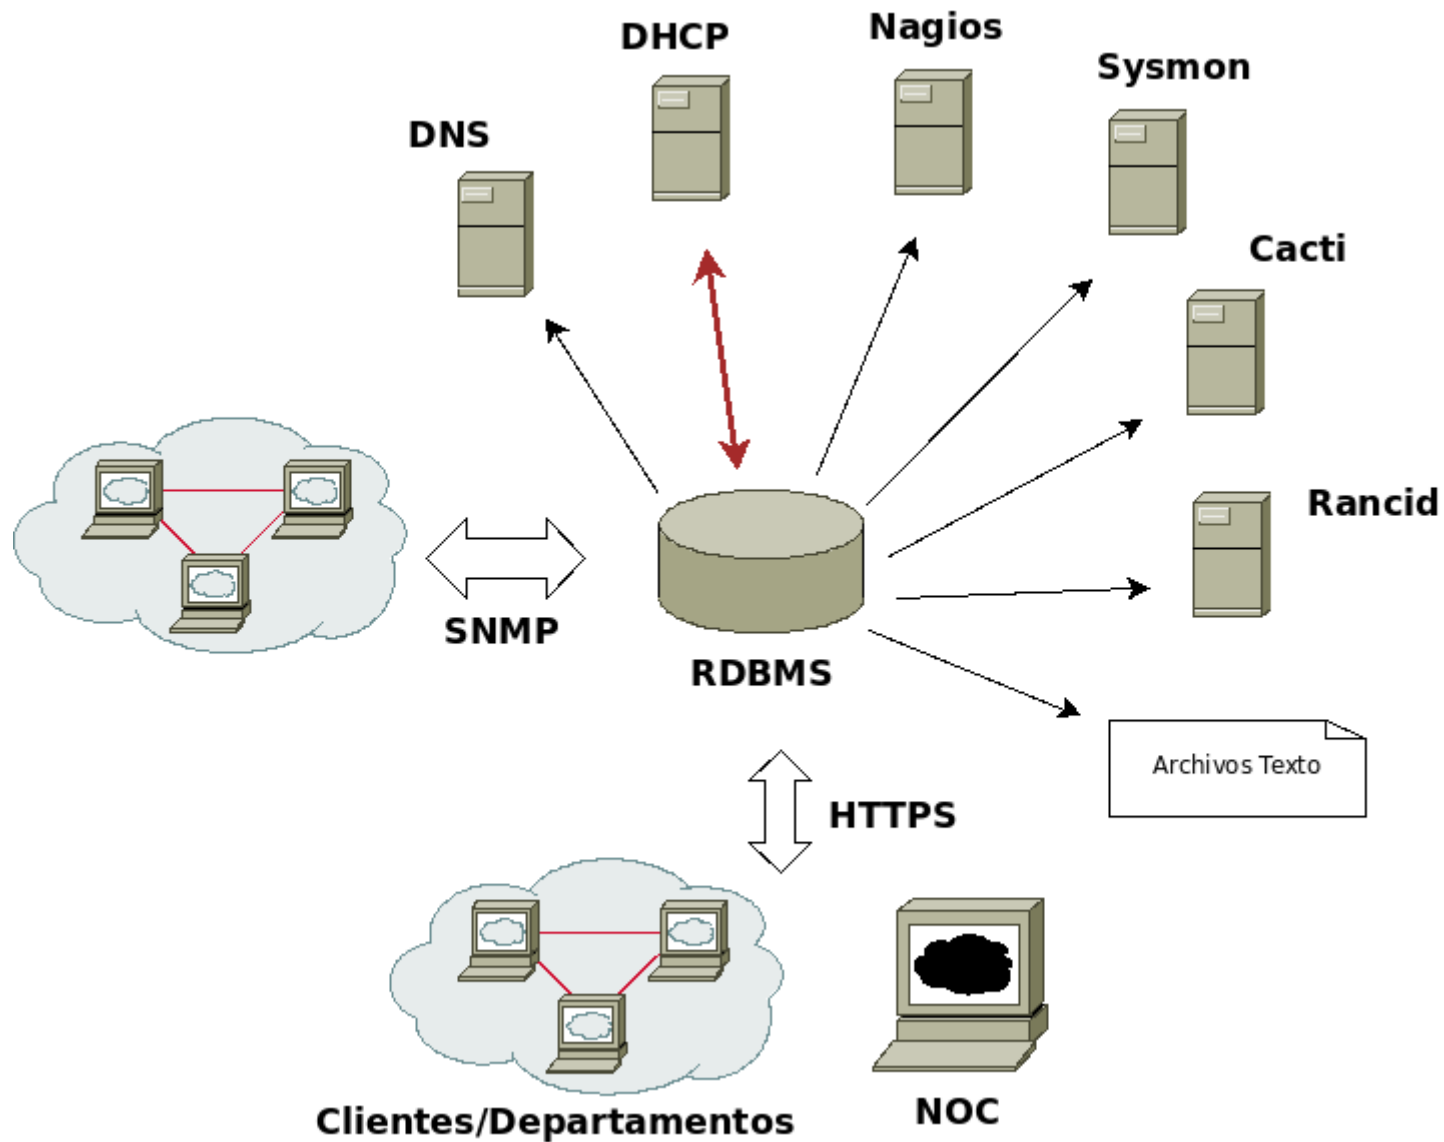 DHCP
Nagios
Sysmon
DNS
Cacti
Rancid
SNMP
RDBMS
Archivos Texto
HTTPS
Clientes/Departamentos
NOC